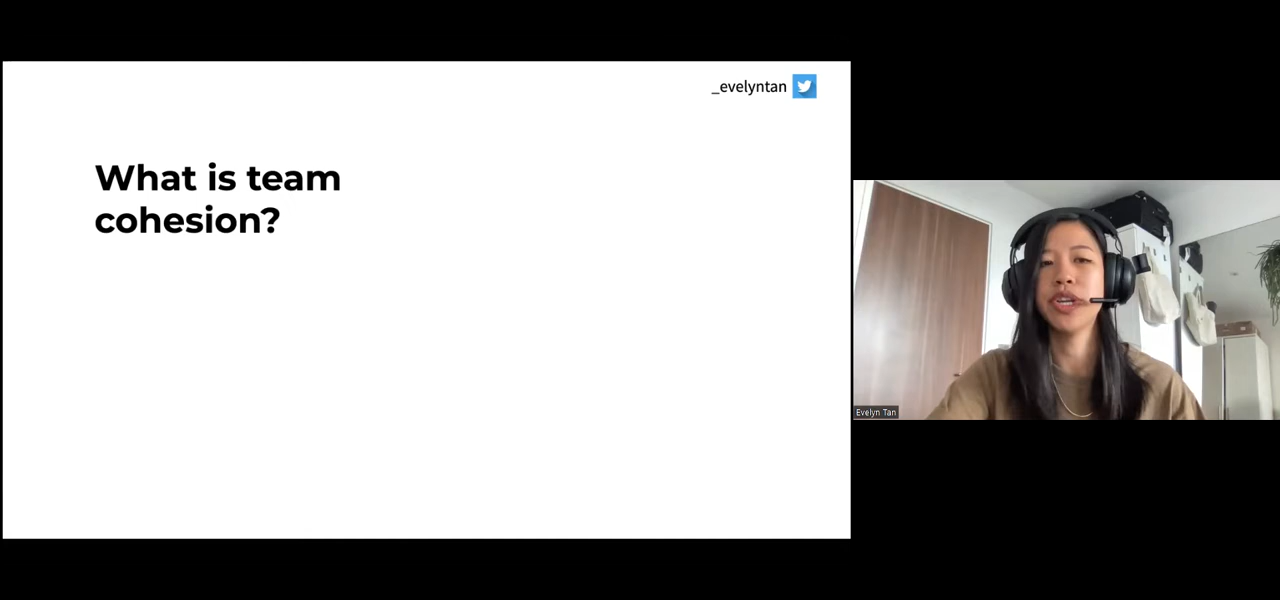 _evelyntan
What is team
cohesion?
Evelyn Tan